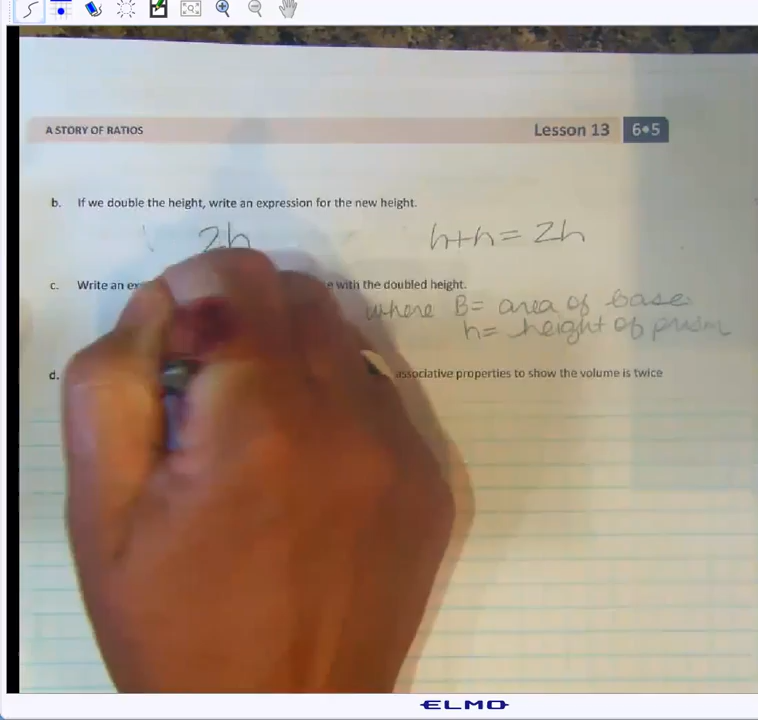 A STORY OF RATIOS
Lesson 13 6•5
b. If we double the height, write an expression for the new height.
2h h+h = 2h
c. Write an with the doubled height.
where B = area of base
h = height of prism
d. associative properties to show the volume is twice
ELMO